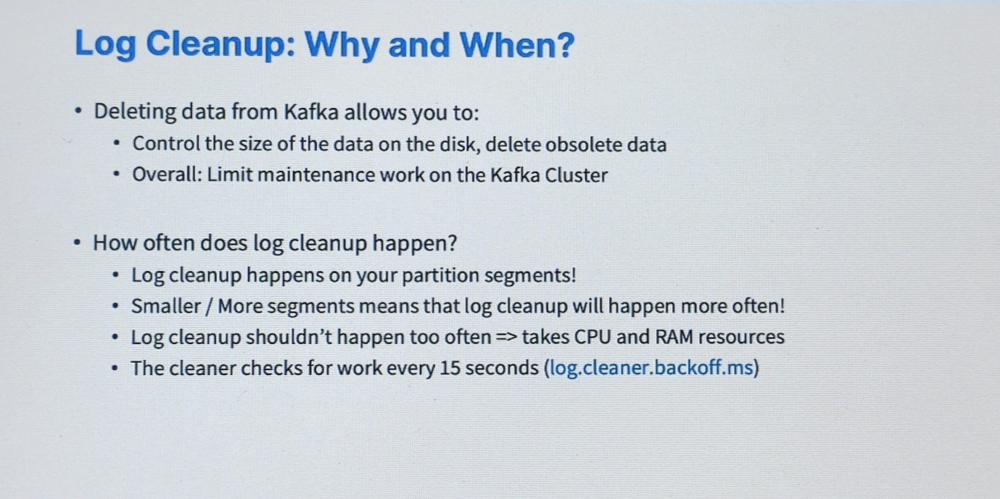 Log Cleanup: Why and When?
• Deleting data from Kafka allows you to:
• Control the size of the data on the disk, delete obsolete data
• Overall: Limit maintenance work on the Kafka Cluster
• How often does log cleanup happen?
• Log cleanup happens on your partition segments!
• Smaller / More segments means that log cleanup will happen more often!
• Log cleanup shouldn’t happen too often => takes CPU and RAM resources
• The cleaner checks for work every 15 seconds (log.cleaner.backoff.ms)